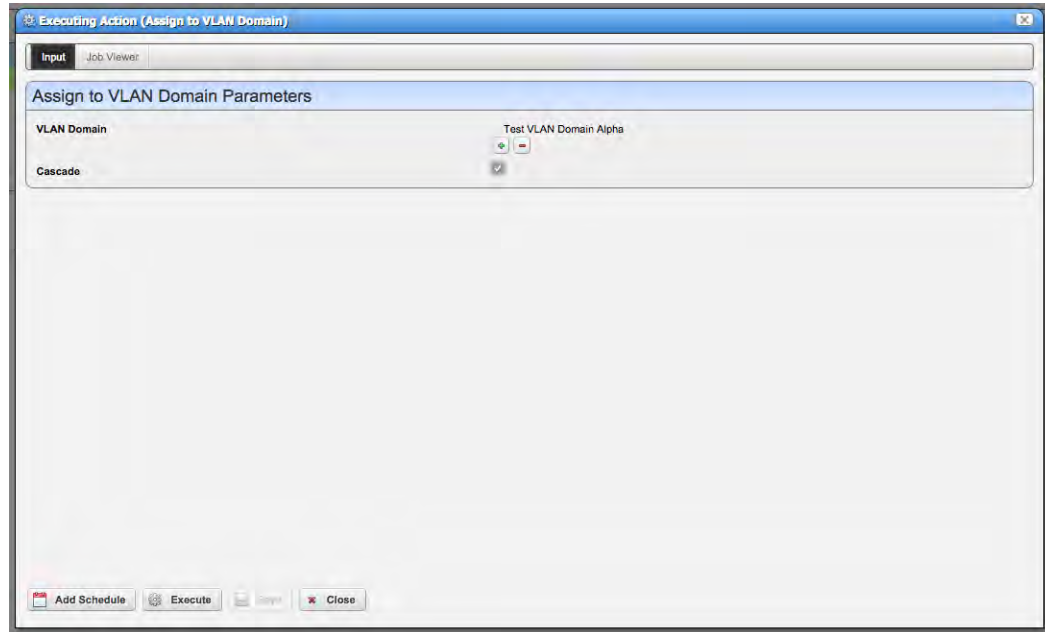 Executing Action (Assign to VLAN Domain)
Input Job Viewer
Assign to VLAN Domain Parameters
VLAN Domain Test VLAN Domain Alpha
Cascade
Add Schedule Execute Save Close